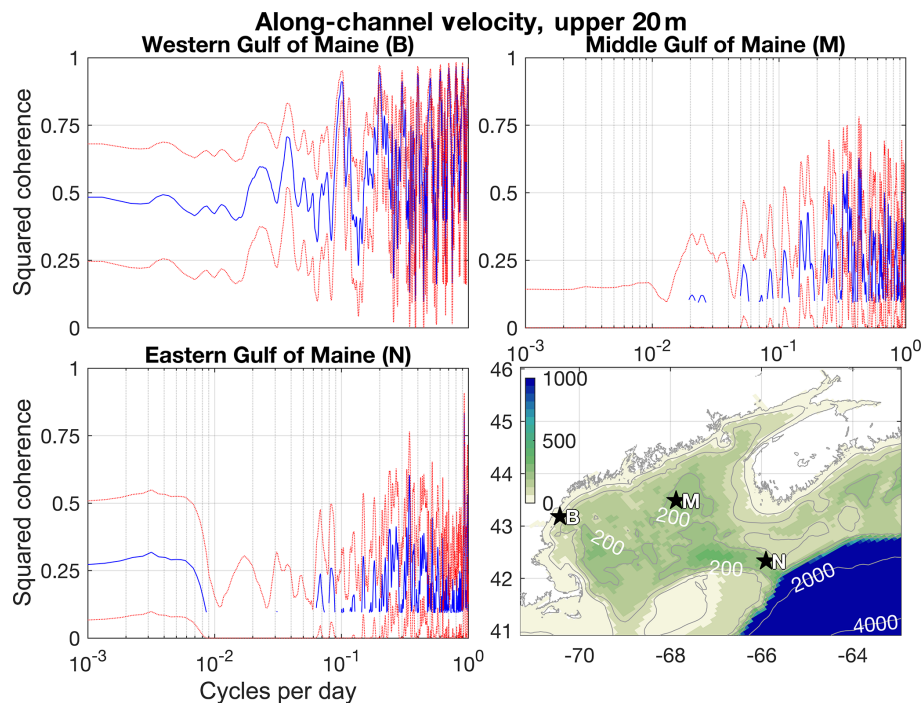 Along-channel velocity, upper 20 m
Western Gulf of Maine (B)
Middle Gulf of Maine (M)
Squared coherence
1
0.75
0.5
0.25
0
Squared coherence
1
0.75
0.5
0.25
0
10-3 10-2 10-1 100
Eastern Gulf of Maine (N)
Squared coherence
1
0.75
0.5
0.25
0
10-3 10-2 10-1 100
Cycles per day
46
45
44
43
42
41
1000
500
0
B
M
N
200
200
200
2000
4000
-70 -68 -66 -64